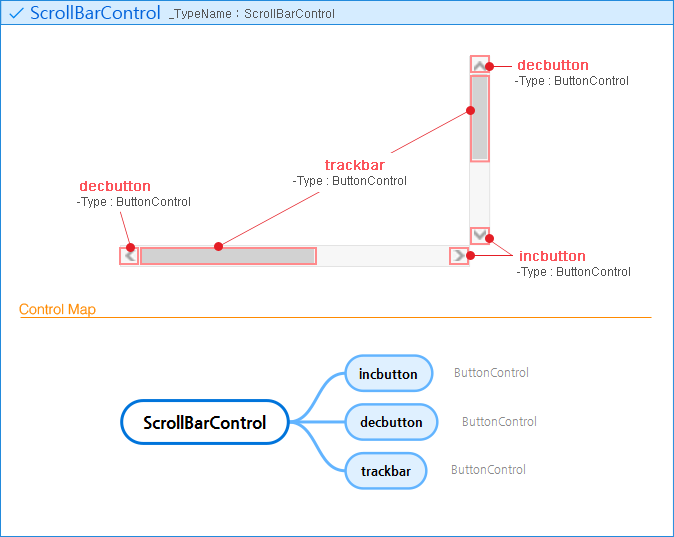 ScrollBarControl _TypeName : ScrollBarControl
decbutton
-Type : ButtonControl
trackbar
-Type : ButtonControl
decbutton
-Type : ButtonControl
incbutton
-Type : ButtonControl
Control Map
incbutton ButtonControl
ScrollBarControl decbutton ButtonControl
trackbar ButtonControl